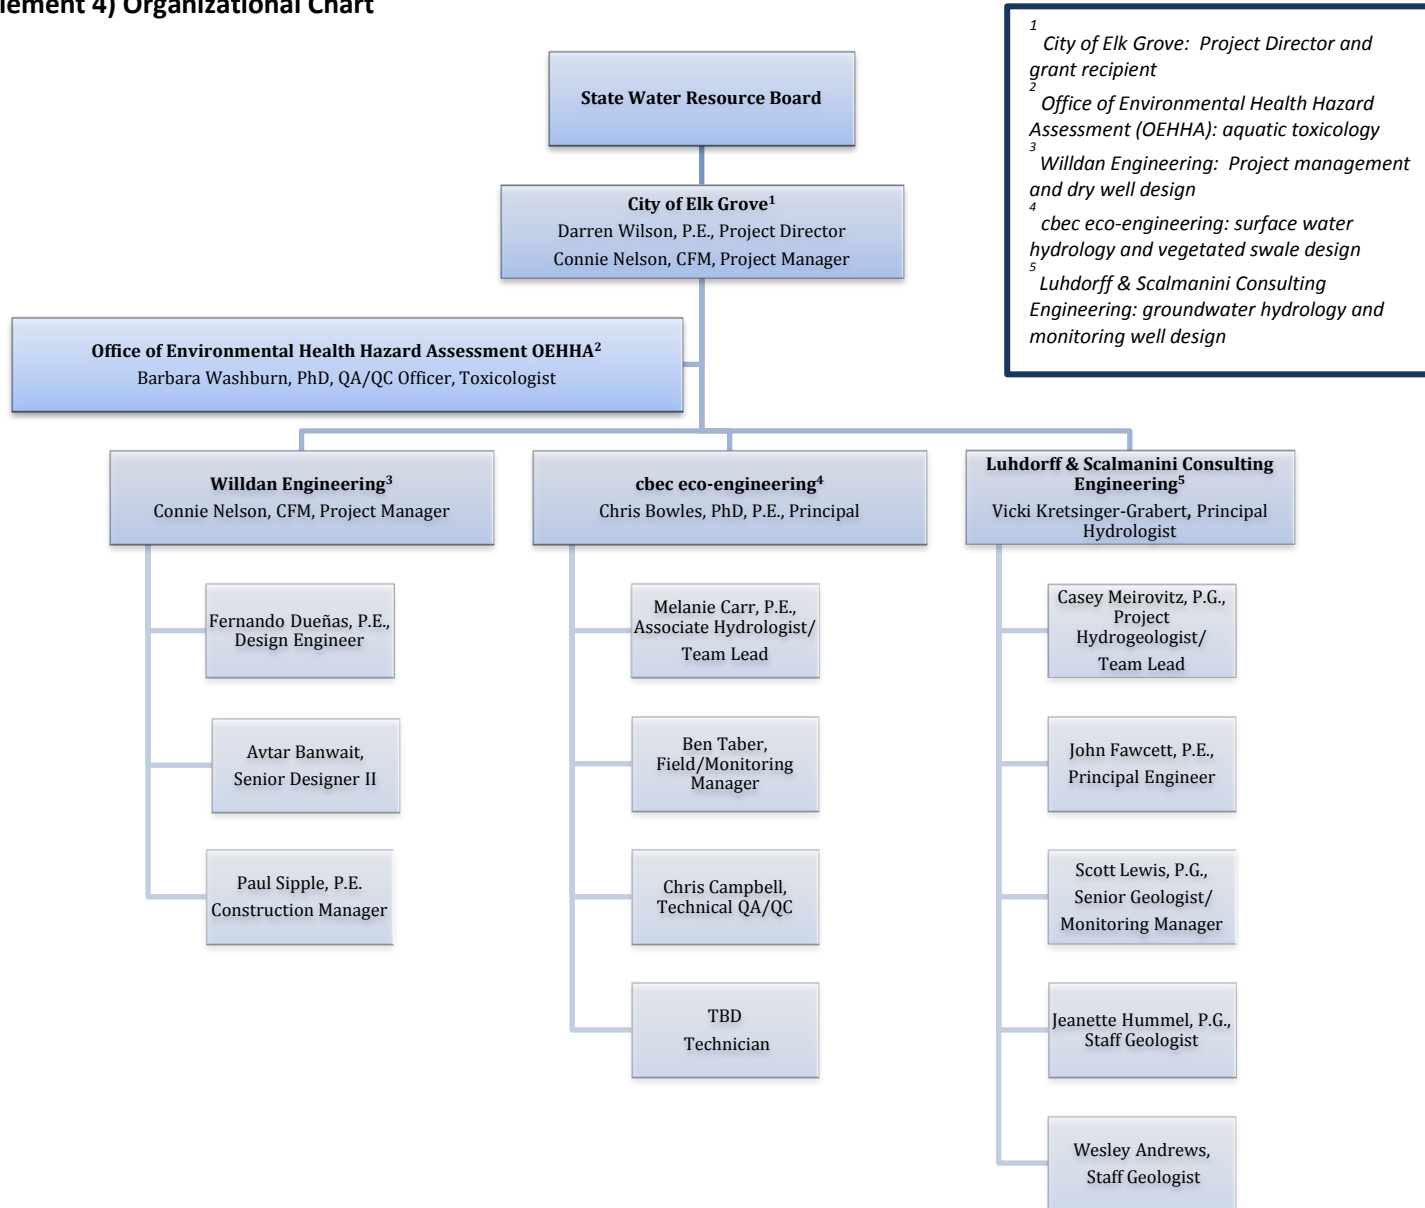 lement 4) Organizational Chart
1
City of Elk Grove: Project Director and
grant recipient
2
Office of Environmental Health Hazard
Assessment (OEHHA): aquatic toxicology
3
Willdan Engineering: Project management
and dry well design
4
cbec eco-engineering: surface water
hydrology and vegetated swale design
5
Luhdorff & Scalmanini Consulting
Engineering: groundwater hydrology and
monitoring well design
State Water Resource Board
City of Elk Grove¹
Darren Wilson, P.E., Project Director
Connie Nelson, CFM, Project Manager
Office of Environmental Health Hazard Assessment OEHHA²
Barbara Washburn, PhD, QA/QC Officer, Toxicologist
Willdan Engineering³
Connie Nelson, CFM, Project Manager
Fernando Dueñas, P.E.,
Design Engineer
Avtar Banwait,
Senior Designer II
Paul Sipple, P.E.
Construction Manager
cbec eco-engineering⁴
Chris Bowles, PhD, P.E., Principal
Melanie Carr, P.E.,
Associate Hydrologist/
Team Lead
Ben Taber,
Field/Monitoring
Manager
Chris Campbell,
Technical QA/QC
TBD
Technician
Luhdorff & Scalmanini Consulting
Engineering⁵
Vicki Kretsinger-Grabert, Principal
Hydrologist
Casey Meirovitz, P.G.,
Project
Hydrogeologist/
Team Lead
John Fawcett, P.E.,
Principal Engineer
Scott Lewis, P.G.,
Senior Geologist/
Monitoring Manager
Jeanette Hummel, P.G.,
Staff Geologist
Wesley Andrews,
Staff Geologist